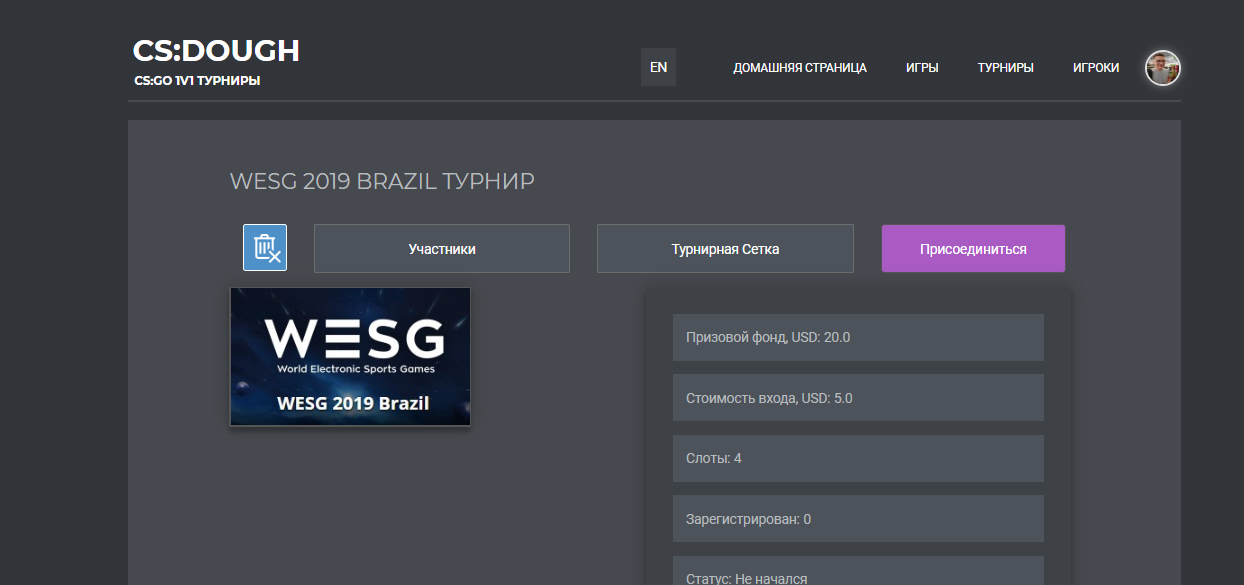 CS:DOUGH
CS:GO 1V1 ТУРНИРЫ
EN
ДОМАШНЯЯ СТРАНИЦА
ИГРЫ
ТУРНИРЫ
ИГРОКИ
WESG 2019 BRAZIL ТУРНИР
Участники
Турнирная Сетка
Присоединиться
WESG
World Electronic Sports Games
WESG 2019 Brazil
Призовой фонд, USD: 20.0
Стоимость входа, USD: 5.0
Слоты: 4
Зарегистрирован: 0
Статус: Не начался